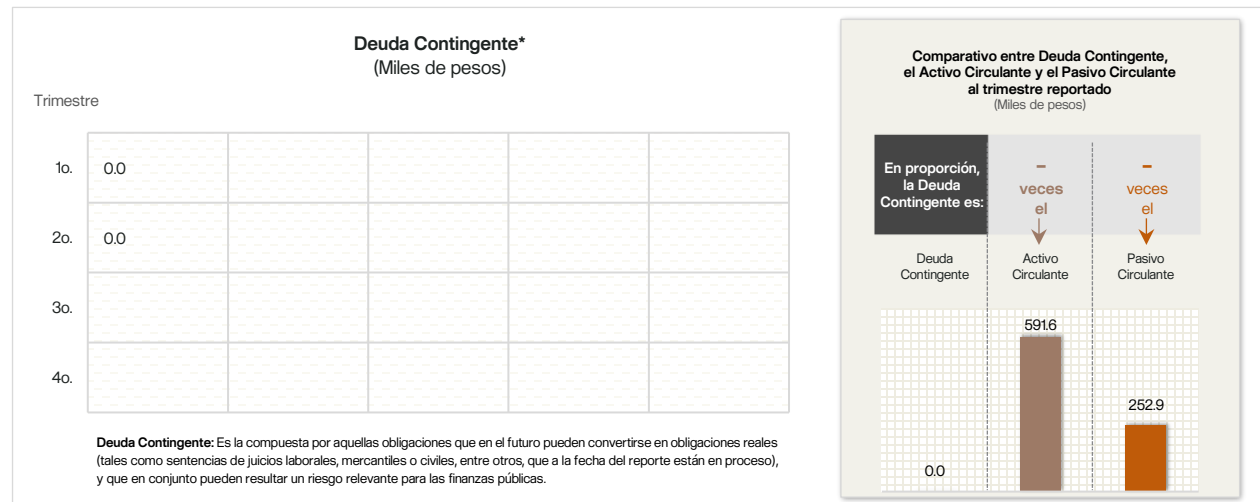 Deuda Contingente*
(Miles de pesos)
Trimestre
1o. 0.0
2o. 0.0
3o.
4o.
Deuda Contingente: Es la compuesta por aquellas obligaciones que en el futuro pueden convertirse en obligaciones reales
(tales como sentencias de juicios laborales, mercantiles o civiles, entre otros, que a la fecha del reporte están en proceso),
y que en conjunto pueden resultar un riesgo relevante para las finanzas públicas.
Comparativo entre Deuda Contingente,
el Activo Circulante y el Pasivo Circulante
al trimestre reportado
(Miles de pesos)
En proporción,
la Deuda
Contingente es:
–
veces
el
–
veces
el
Deuda
Contingente
Activo
Circulante
Pasivo
Circulante
0.0
591.6
252.9